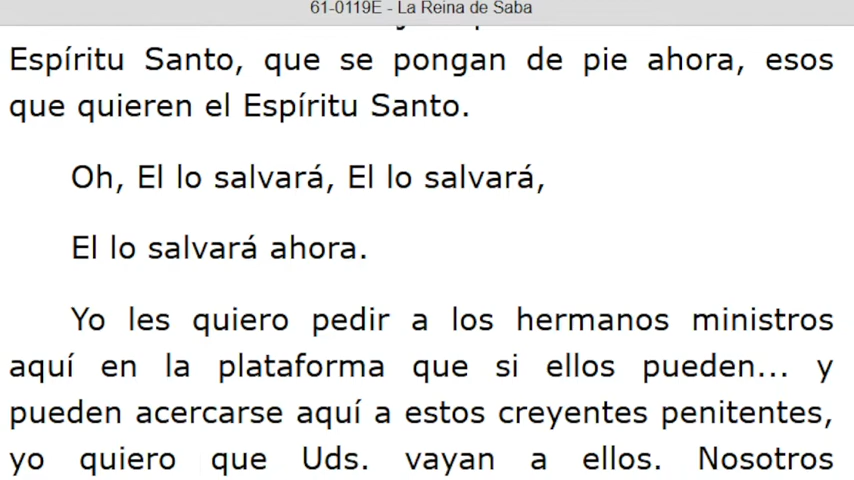 61-0119E - La Reina de Saba
Espíritu Santo, que se pongan de pie ahora, esos
que quieren el Espíritu Santo.
Oh, El lo salvará, El lo salvará,
El lo salvará ahora.
Yo les quiero pedir a los hermanos ministros
aquí en la plataforma que si ellos pueden... y
pueden acercarse aquí a estos creyentes penitentes,
yo quiero que Uds. vayan a ellos. Nosotros